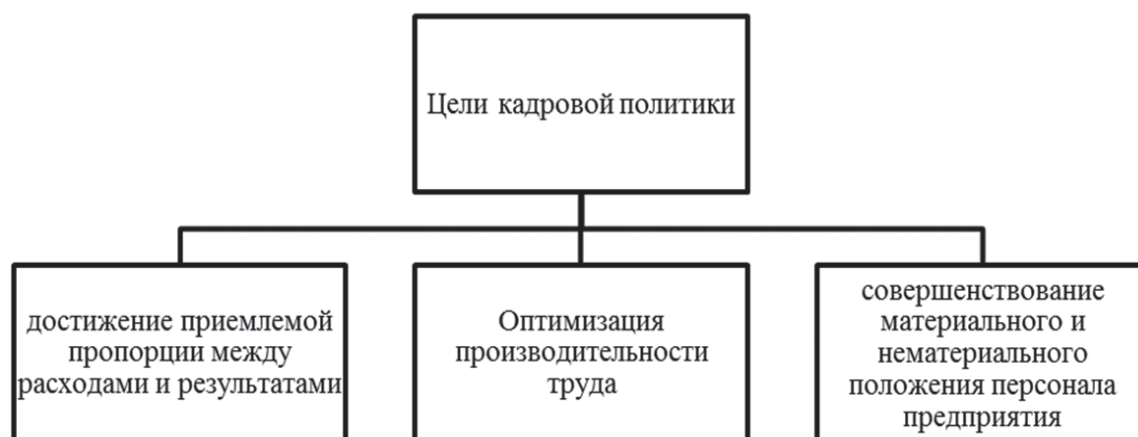 Цели кадровой политики
достижение приемлемой
пропорции между
расходами и результатами
Оптимизация
производительности
труда
совершенствование
материального и
нематериального
положения персонала
предприятия